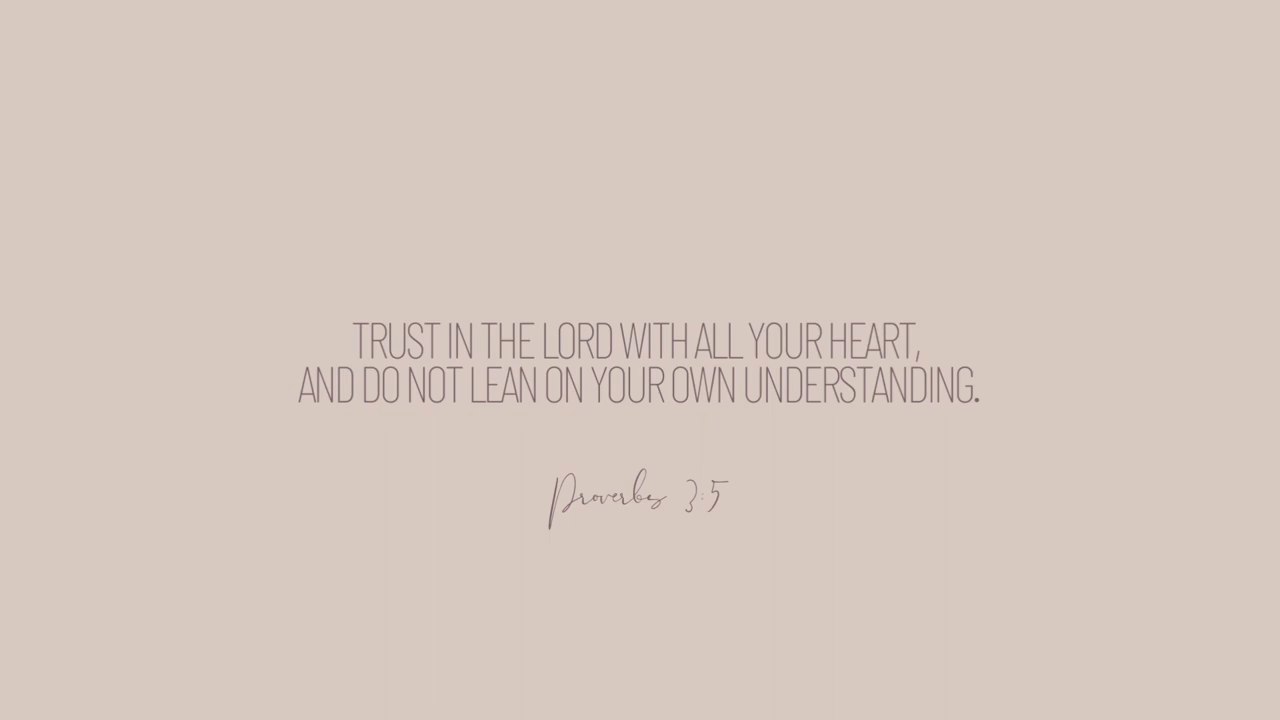 TRUST IN THE LORD WITH ALL YOUR HEART,
AND DO NOT LEAN ON YOUR OWN UNDERSTANDING.
Proverbs 3:5